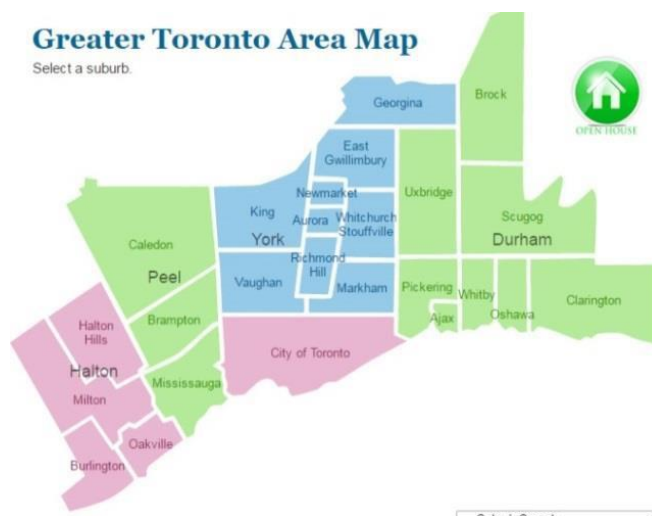 Greater Toronto Area Map
Select a suburb.
OPEN HOUSE
Brock
Georgina
East
Gwillimbury
Newmarket
Uxbridge
King
Aurora
Whitchurch
Stouffville
Scugog
York
Durham
Caledon
Richmond
Hill
Peel
Vaughan
Markham
Pickering
Whitby
Clarington
Brampton
Ajax
Oshawa
Halton
Hills
City of Toronto
Halton
Mississauga
Milton
Oakville
Burlington